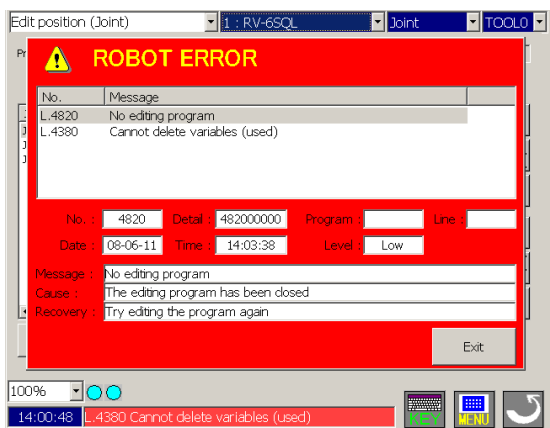 Edit position (Joint) 1 : RV-6SQL Joint TOOL0
Pr
ROBOT ERROR
No. Message
L.4820 No editing program
L.4380 Cannot delete variables (used)
No. : 4820 Detail : 482000000 Program : Line :
Date : 08-06-11 Time : 14:03:38 Level : Low
Message : No editing program
Cause : The editing program has been closed
Recovery : Try editing the program again
Exit
100%
KEY MENU
14:00:48 L.4380 Cannot delete variables (used)